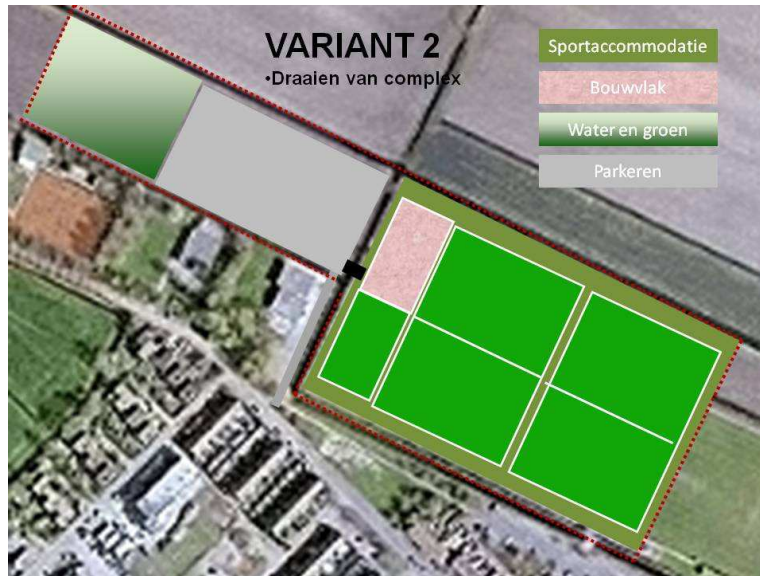 VARIANT 2
•Draaien van complex
Sportaccommodatie
Bouwvlak
Water en groen
Parkeren